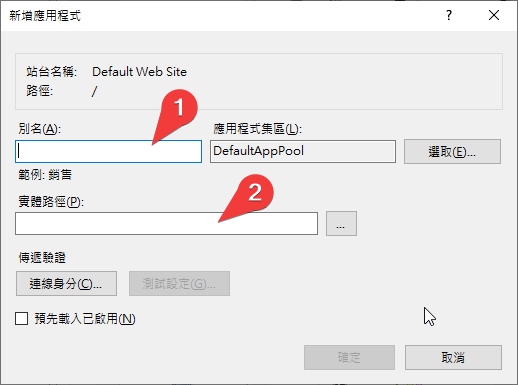 新增應用程式
站台名稱: Default Web Site
路徑: /
1
別名(A): 應用程式集區(L):
DefaultAppPool 選取(E)...
範例: 銷售
實體路徑(P):
2
...
傳遞驗證
連線身分(C)... 測試設定(G)...
預先載入已啟用(N)
確定 取消